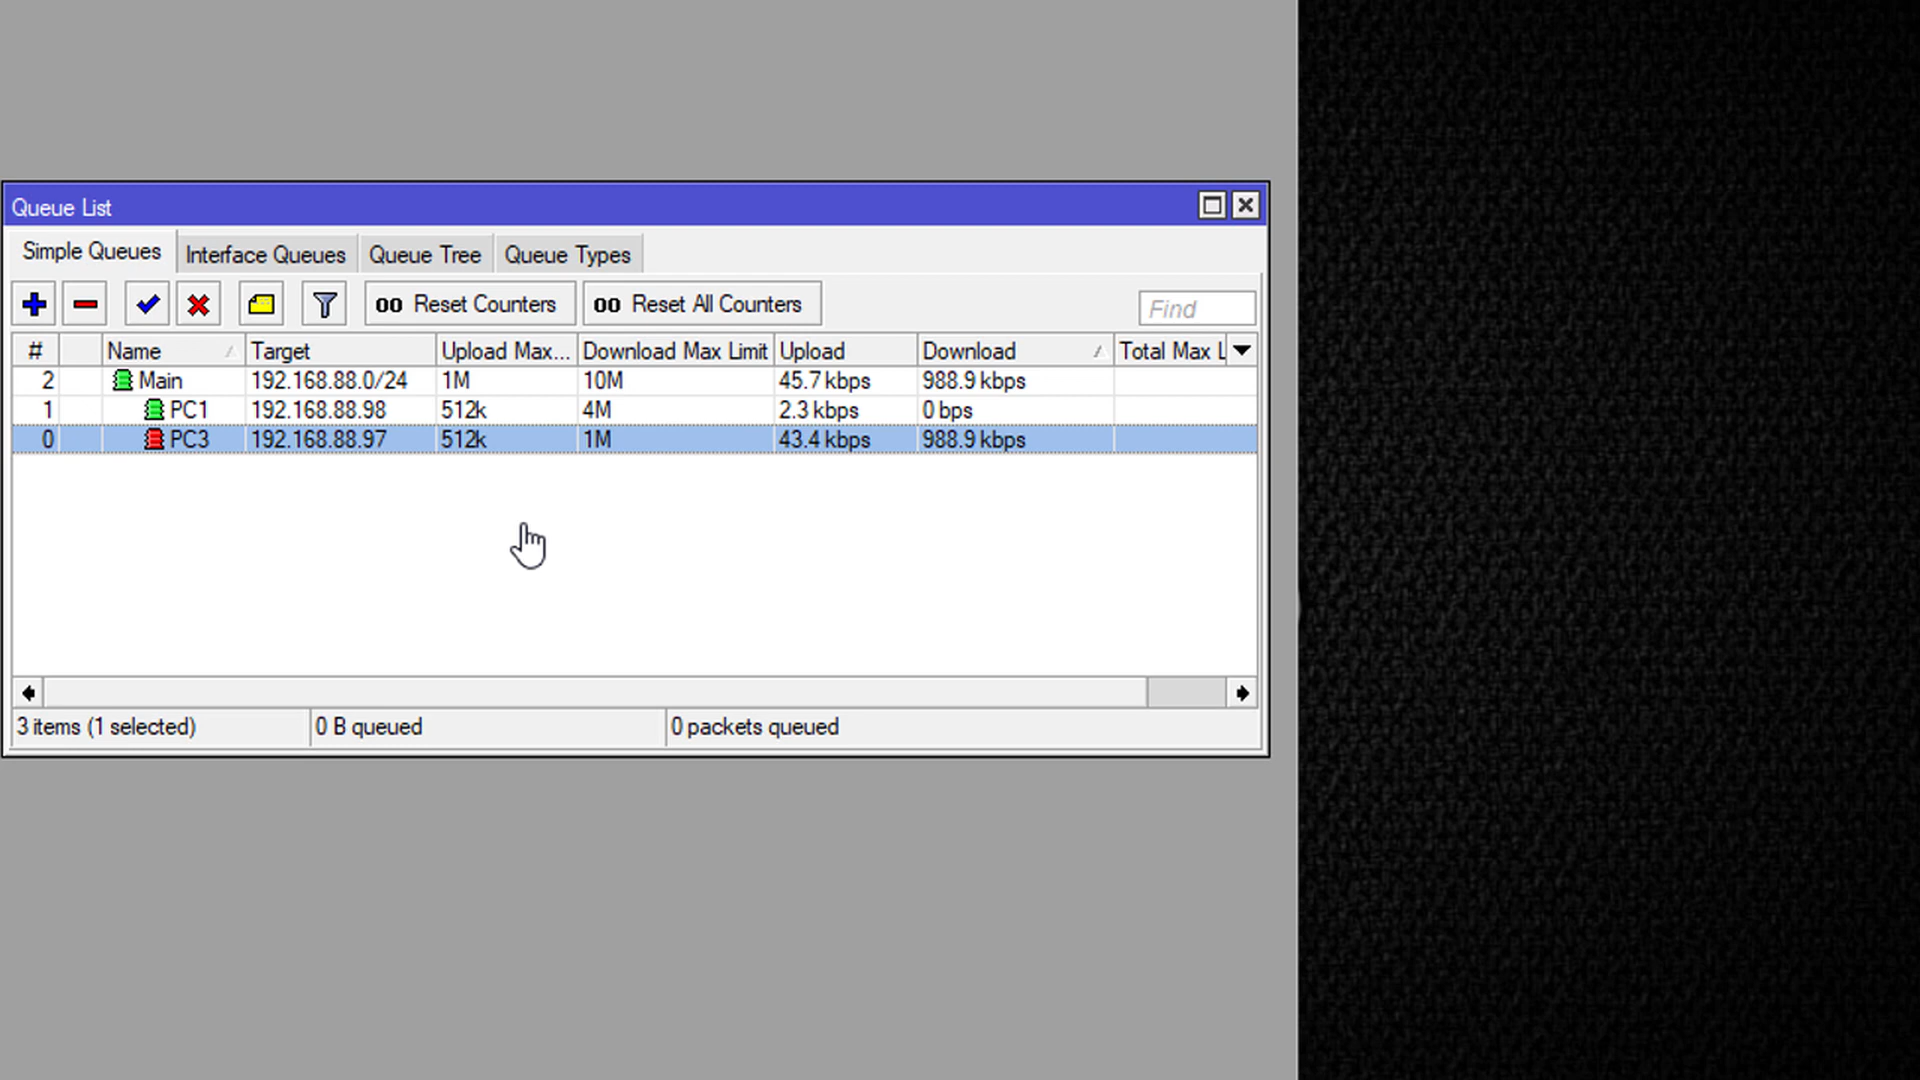 Queue List
Simple Queues Interface Queues Queue Tree Queue Types
00 Reset Counters 00 Reset All Counters Find
# Name Target Upload Max... Download Max Limit Upload Download Total Max L
2 Main 192.168.88.0/24 1M 10M 45.7 kbps 988.9 kbps
1 PC1 192.168.88.98 512k 4M 2.3 kbps 0 bps
0 PC3 192.168.88.97 512k 1M 43.4 kbps 988.9 kbps
3 items (1 selected) 0 B queued 0 packets queued